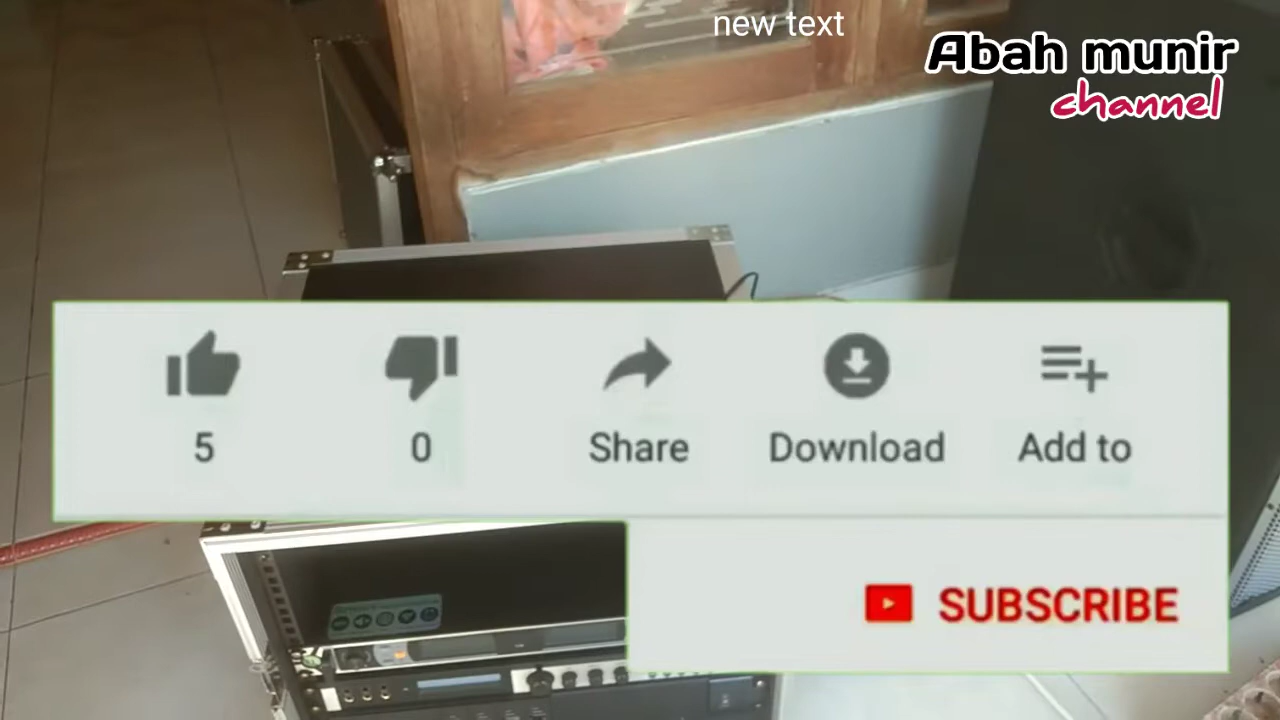 new text
Abah munir
channel
5
0
Share
Download
Add to
SUBSCRIBE